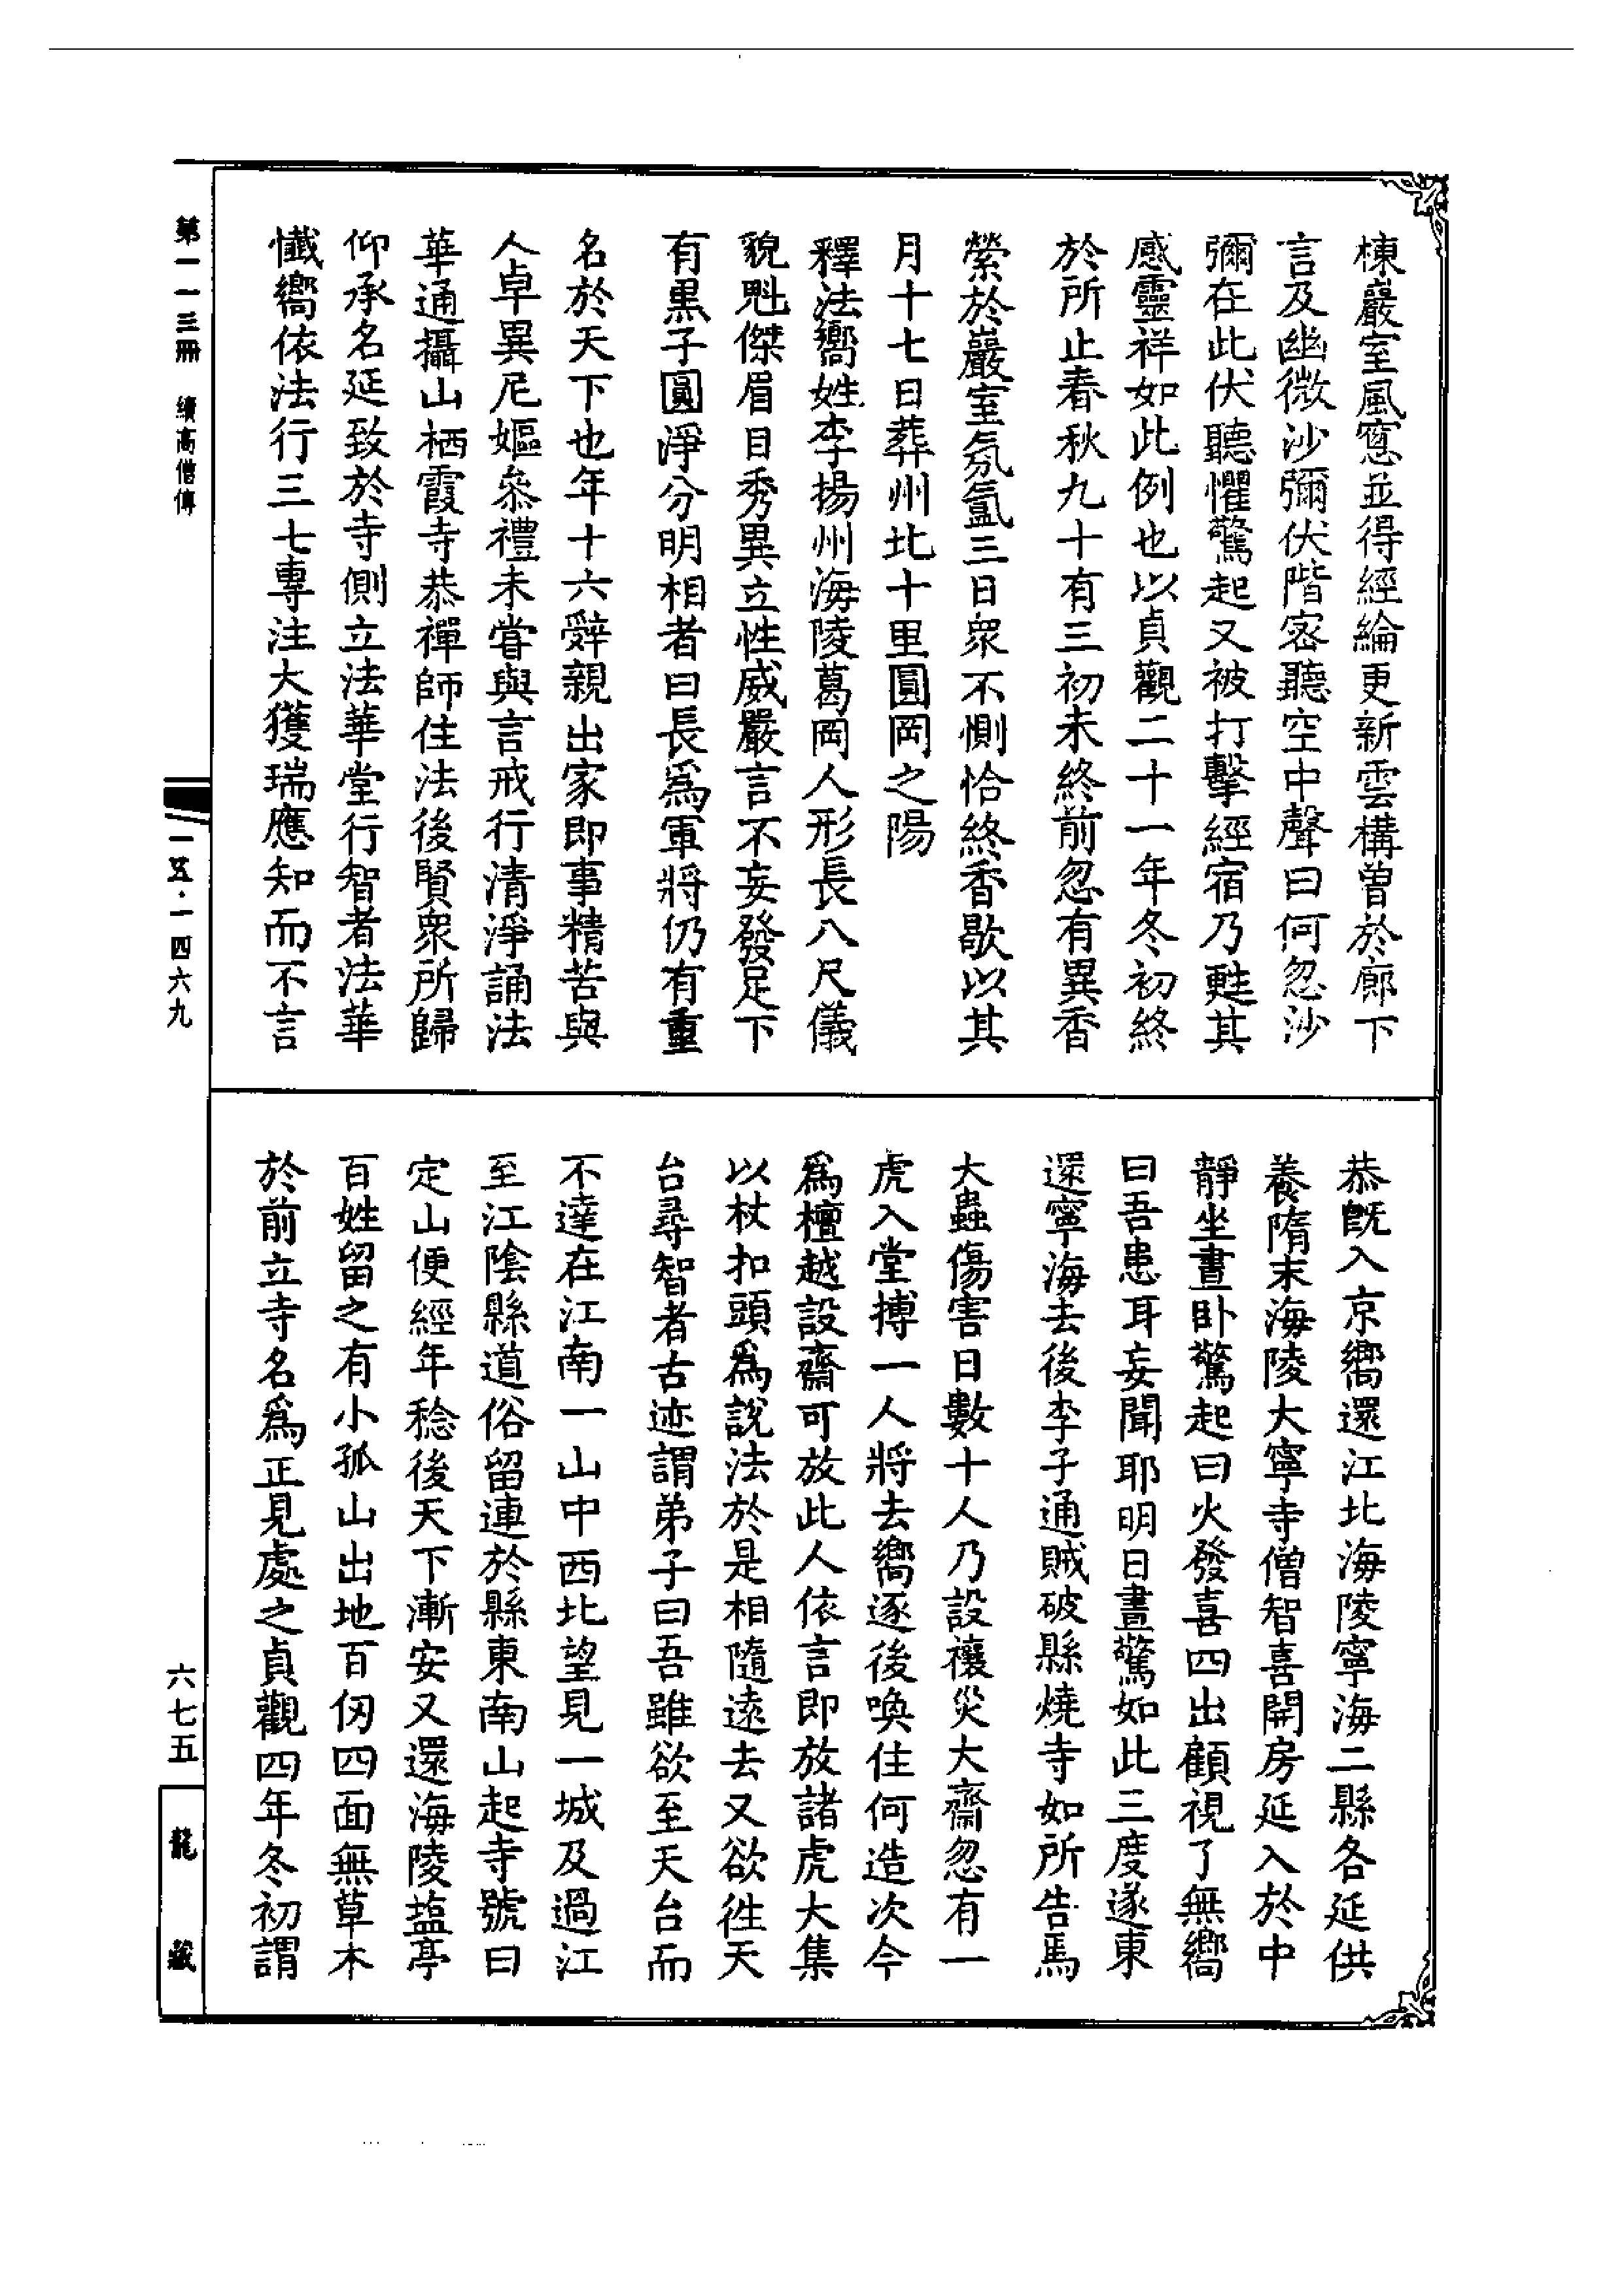 棟巖室風窓並得經綸更新雲構曽於廊下
言及幽微沙彌伏階密聽空中聲曰何忽沙
彌在此伏聽懼驚起又被打擊經宿乃甦其
感靈祥如此例也以貞觀二十一年冬初終
於所止春秋九十有三初未終前忽有異香
縈於巖室氛氳三日衆不惻恰終香歇以其
月十七日葬州北十里圓岡之陽
釋法嚮姓李揚州海陵葛岡人形長八尺儀
貌魁傑眉目秀異立性威嚴言不妄發足下
有黒子圓淨分明相者曰長爲軍將仍有重
名於天下也年十六辤親出家即事精苦與
人卓異尼嫗叅禮未甞與言戒行清淨誦法
華通攝山栖霞寺恭禪師住法後賢衆所歸
仰承名延致於寺側立法華堂行智者法華
懺嚮依法行三七專注大獲瑞應知而不言
恭旣入京嚮還江北海陵寧海二縣各延供
養隋末海陵大寧寺僧智喜開房延入於中
靜坐晝卧驚起曰火發喜四出顧視了無嚮
曰吾患耳妄聞耶明日晝驚如此三度遂東
還寧海去後李子通賊破縣燒寺如所告焉
大蟲傷害日數十人乃設禳災大齋忽有一
虎入堂搏一人將去嚮逐後喚住何造次今
爲檀越設齋可放此人依言即放諸虎大集
以杖扣頭爲說法於是相隨逺去又欲徃天
台尋智者古迹謂弟子曰吾雖欲至天台而
不達在江南一山中西北望見一城及過江
至江陰縣道俗留連於縣東南山起寺號曰
定山便經年稔後天下漸安又還海陵塩亭
百姓留之有小孤山出地百仞四面無草木
於前立寺名爲正見處之貞觀四年冬初謂
第一一三冊　續高僧傳
一五·一四六九
六七五
龍藏